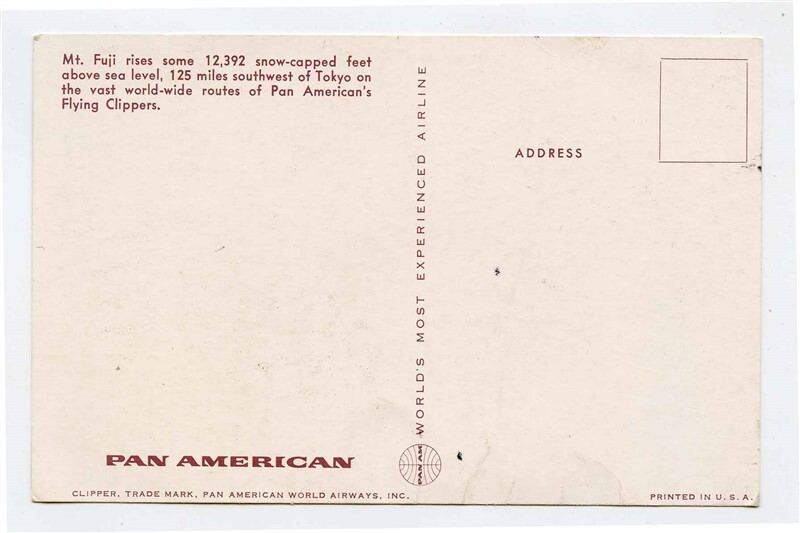 Mt. Fuji rises some 12,392 snow-capped feet
above sea level, 125 miles southwest of Tokyo on
the vast world-wide routes of Pan American's
Flying Clippers.
WORLD'S MOST EXPERIENCED AIRLINE
ADDRESS
PAN AMERICAN
PAN AM
CLIPPER, TRADE MARK, PAN AMERICAN WORLD AIRWAYS, INC.
PRINTED IN U. S. A.